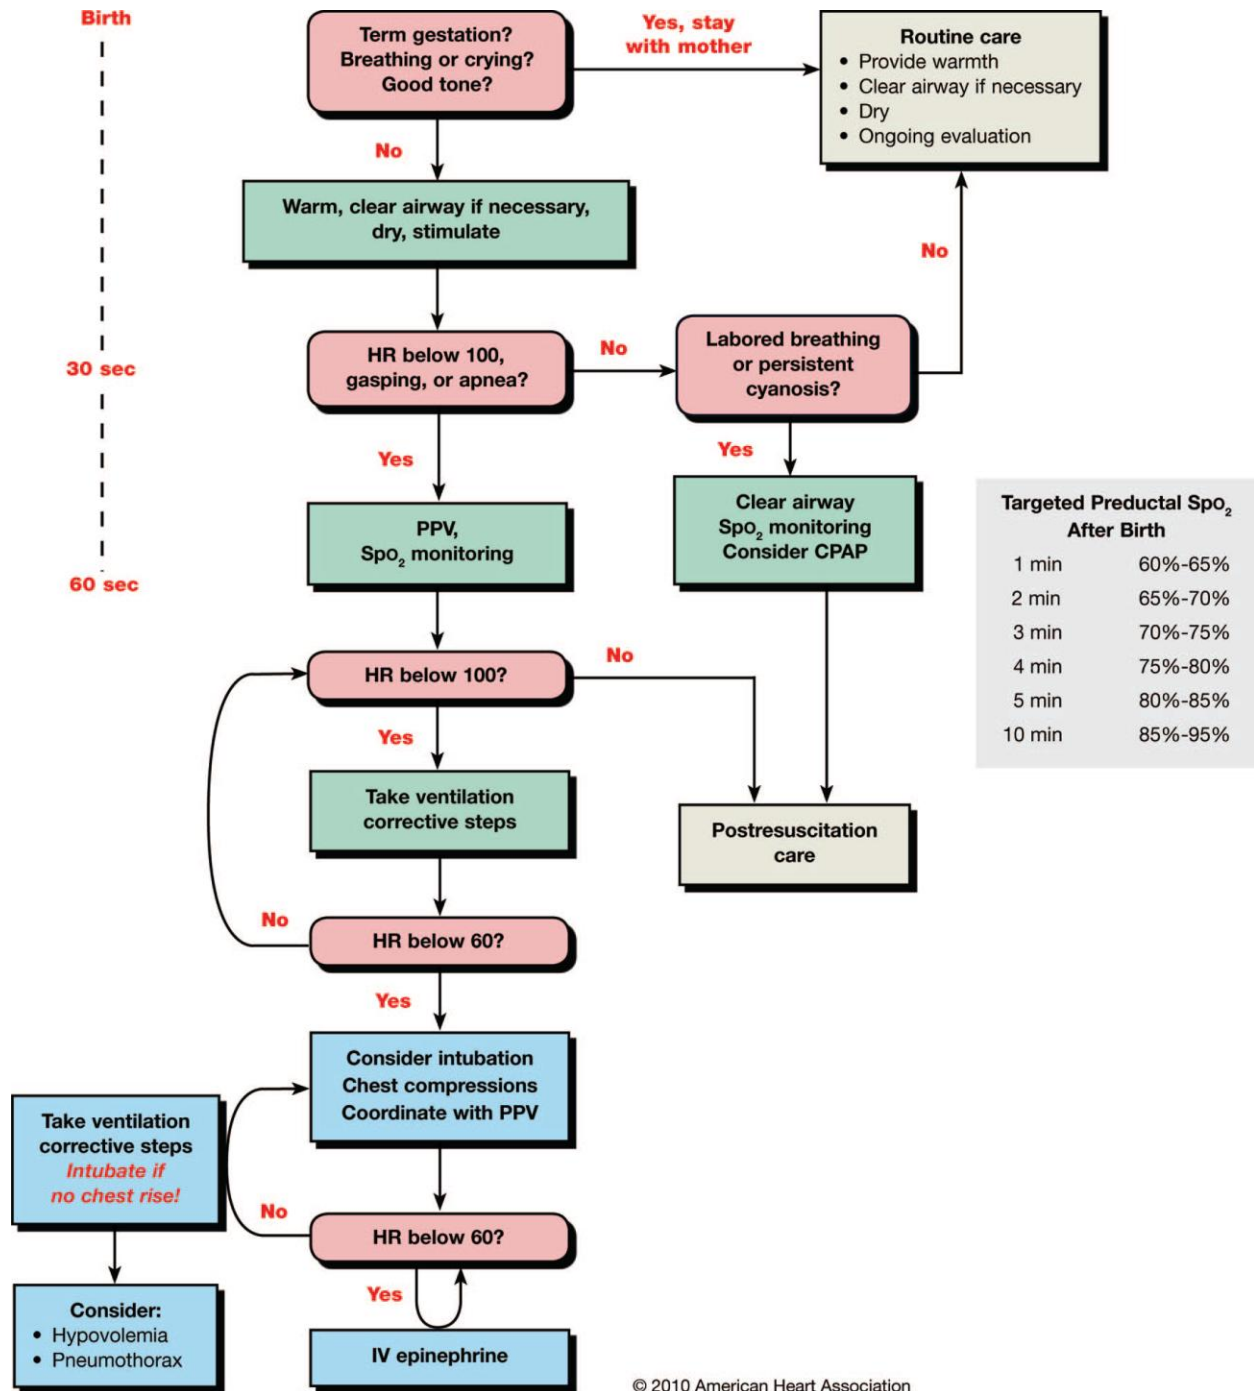 Birth
Term gestation?
Breathing or crying?
Good tone?
Yes, stay
with mother
Routine care
• Provide warmth
• Clear airway if necessary
• Dry
• Ongoing evaluation
No
Warm, clear airway if necessary,
dry, stimulate
No
30 sec
HR below 100,
gasping, or apnea?
No
Labored breathing
or persistent
cyanosis?
Yes
Yes
PPV,
SpO₂ monitoring
Clear airway
SpO₂ monitoring
Consider CPAP
60 sec
Targeted Preductal SpO₂
After Birth
1 min 60%-65%
2 min 65%-70%
3 min 70%-75%
4 min 75%-80%
5 min 80%-85%
10 min 85%-95%
HR below 100?
No
Yes
Take ventilation
corrective steps
Postresuscitation
care
No
HR below 60?
Yes
Consider intubation
Chest compressions
Coordinate with PPV
Take ventilation
corrective steps
Intubate if
no chest rise!
No
HR below 60?
Yes
Consider:
• Hypovolemia
• Pneumothorax
IV epinephrine
© 2010 American Heart Association